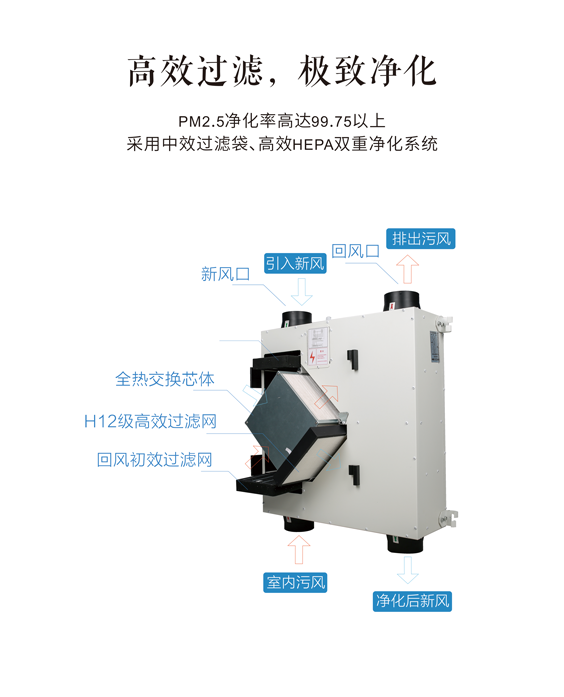 高效过滤，极致净化
PM2.5净化率高达99.75以上
采用中效过滤袋、高效HEPA双重净化系统
排出污风
回风口
引入新风
新风口
全热交换芯体
H12级高效过滤网
回风初效过滤网
室内污风
净化后新风